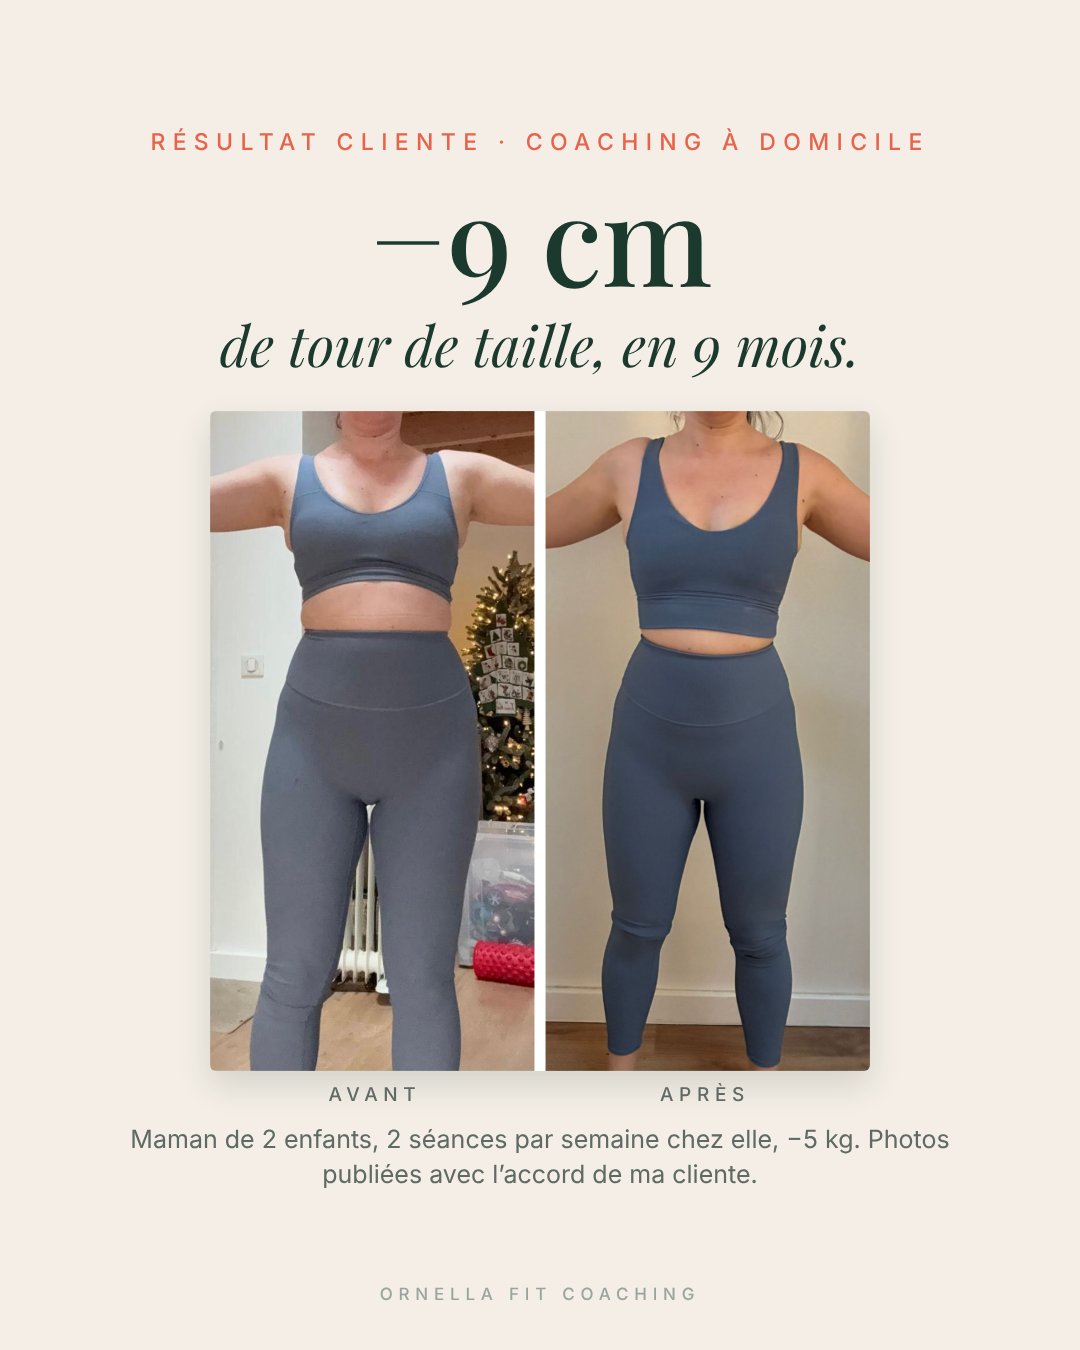 RÉSULTAT CLIENTE · COACHING À DOMICILE
−9 cm
de tour de taille, en 9 mois.
AVANT
APRÈS
Maman de 2 enfants, 2 séances par semaine chez elle, −5 kg. Photos
publiées avec l’accord de ma cliente.
ORNELLA FIT COACHING